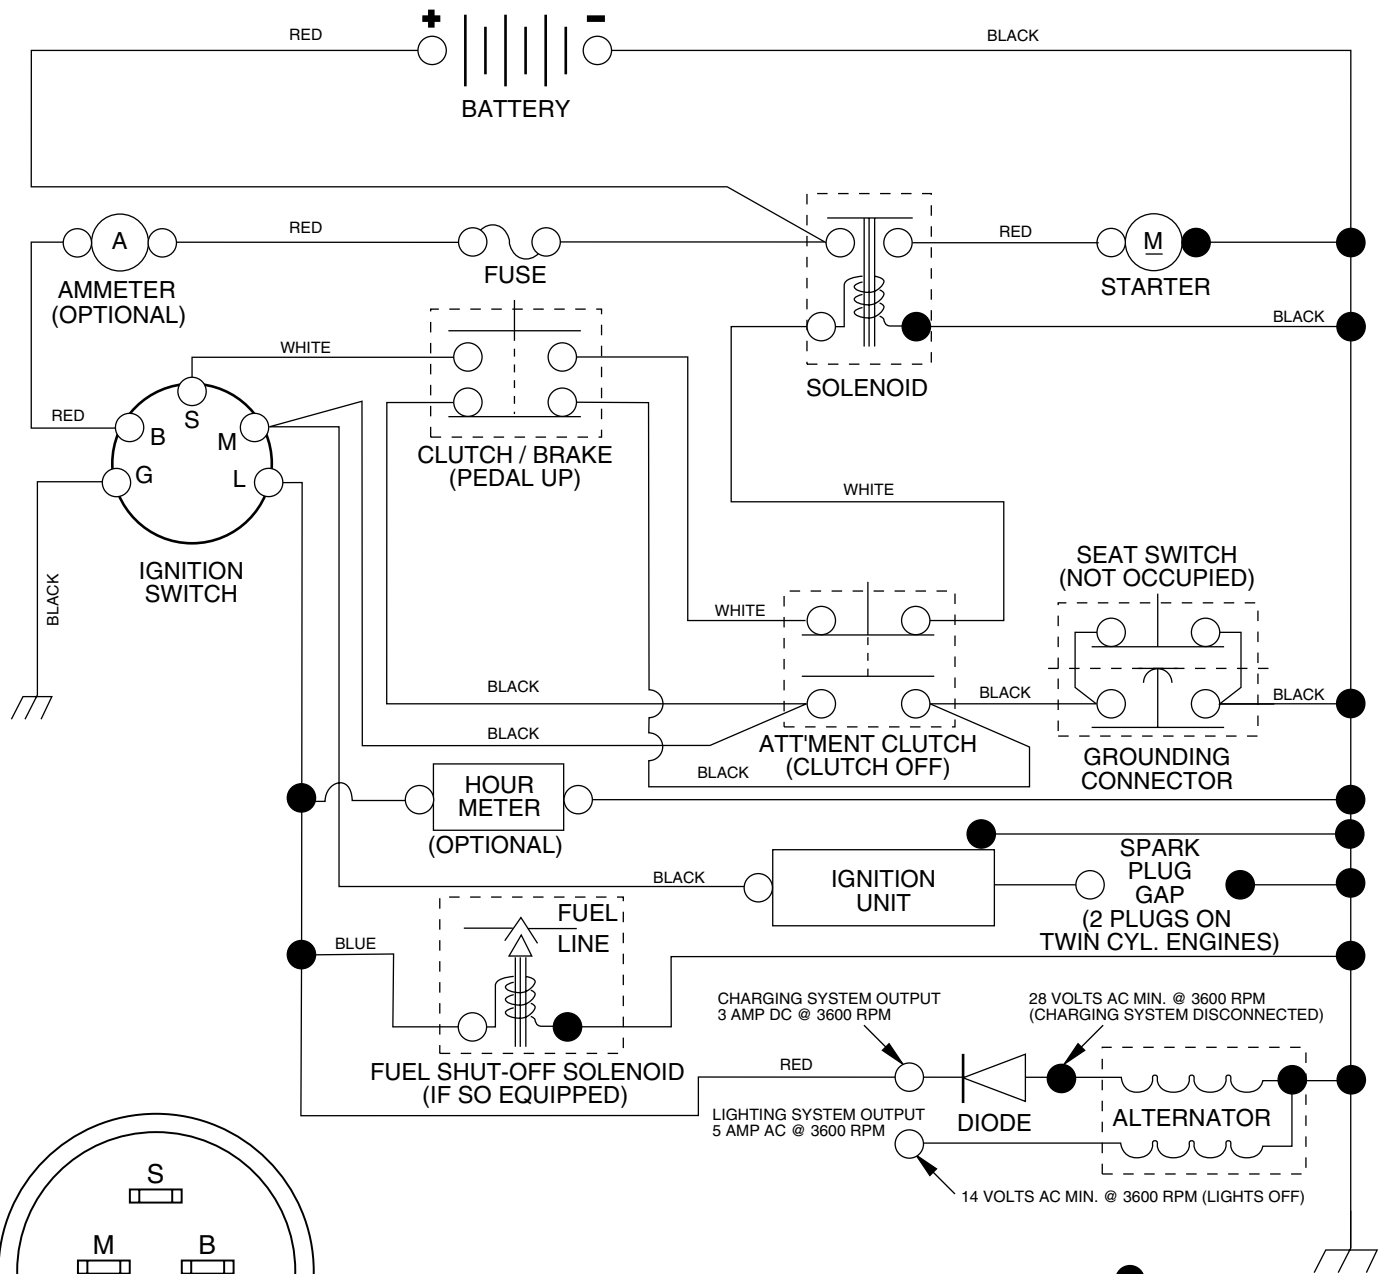 + −
RED
BLACK
BATTERY
A
RED
FUSE
RED
M
STARTER
AMMETER
(OPTIONAL)
BLACK
WHITE
SOLENOID
RED
S
B
M
G
L
CLUTCH / BRAKE
(PEDAL UP)
WHITE
IGNITION
SWITCH
BLACK
SEAT SWITCH
(NOT OCCUPIED)
WHITE
BLACK
BLACK
BLACK
BLACK
ATT'MENT CLUTCH
(CLUTCH OFF)
BLACK
GROUNDING
CONNECTOR
HOUR
METER
(OPTIONAL)
BLACK
IGNITION
UNIT
SPARK
PLUG
GAP
(2 PLUGS ON
TWIN CYL. ENGINES)
FUEL
LINE
BLUE
CHARGING SYSTEM OUTPUT
3 AMP DC @ 3600 RPM
28 VOLTS AC MIN. @ 3600 RPM
(CHARGING SYSTEM DISCONNECTED)
FUEL SHUT-OFF SOLENOID
(IF SO EQUIPPED)
RED
LIGHTING SYSTEM OUTPUT
5 AMP AC @ 3600 RPM
DIODE
ALTERNATOR
14 VOLTS AC MIN. @ 3600 RPM (LIGHTS OFF)
S
M B